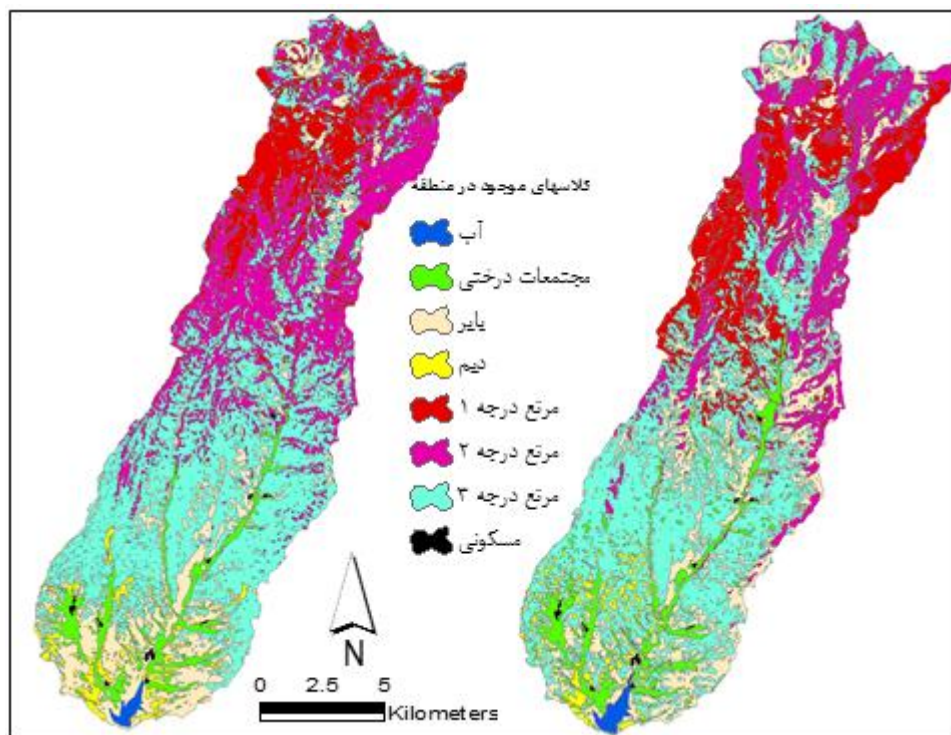 کلاسهای موجود در منطقه
آب
مجتمعات درختی
بایر
دیم
مرتع درجه ۱
مرتع درجه ۲
مرتع درجه ۳
مسکونی
N
0 2.5 5
Kilometers